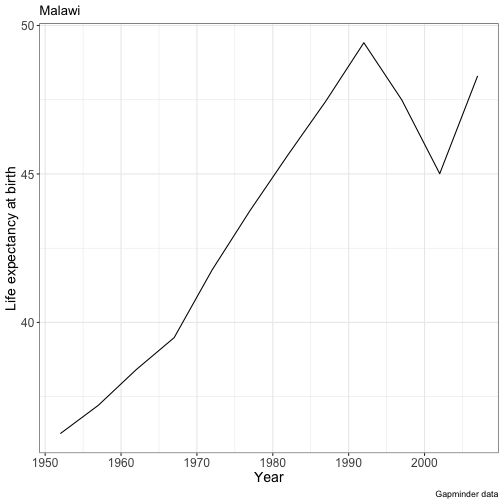 Malawi
50
45
40
Life expectancy at birth
1950 1960 1970 1980 1990 2000
Year
Gapminder data